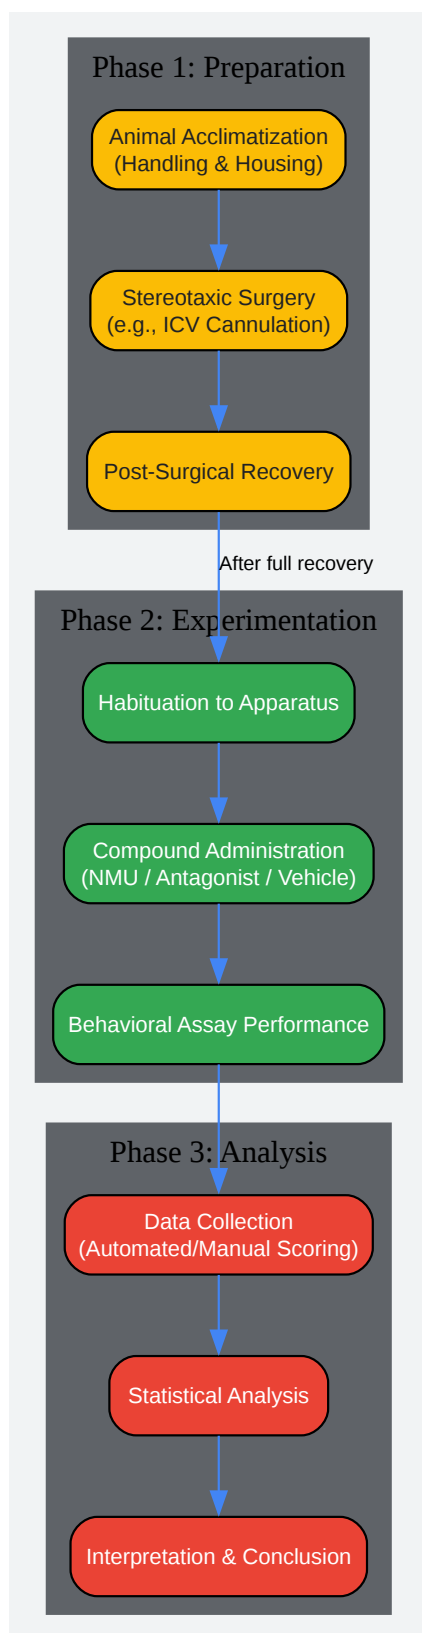 Phase 1: Preparation
Animal Acclimatization
(Handling & Housing)
Stereotaxic Surgery
(e.g., ICV Cannulation)
Post-Surgical Recovery
After full recovery
Phase 2: Experimentation
Habituation to Apparatus
Compound Administration
(NMU / Antagonist / Vehicle)
Behavioral Assay Performance
Phase 3: Analysis
Data Collection
(Automated/Manual Scoring)
Statistical Analysis
Interpretation & Conclusion